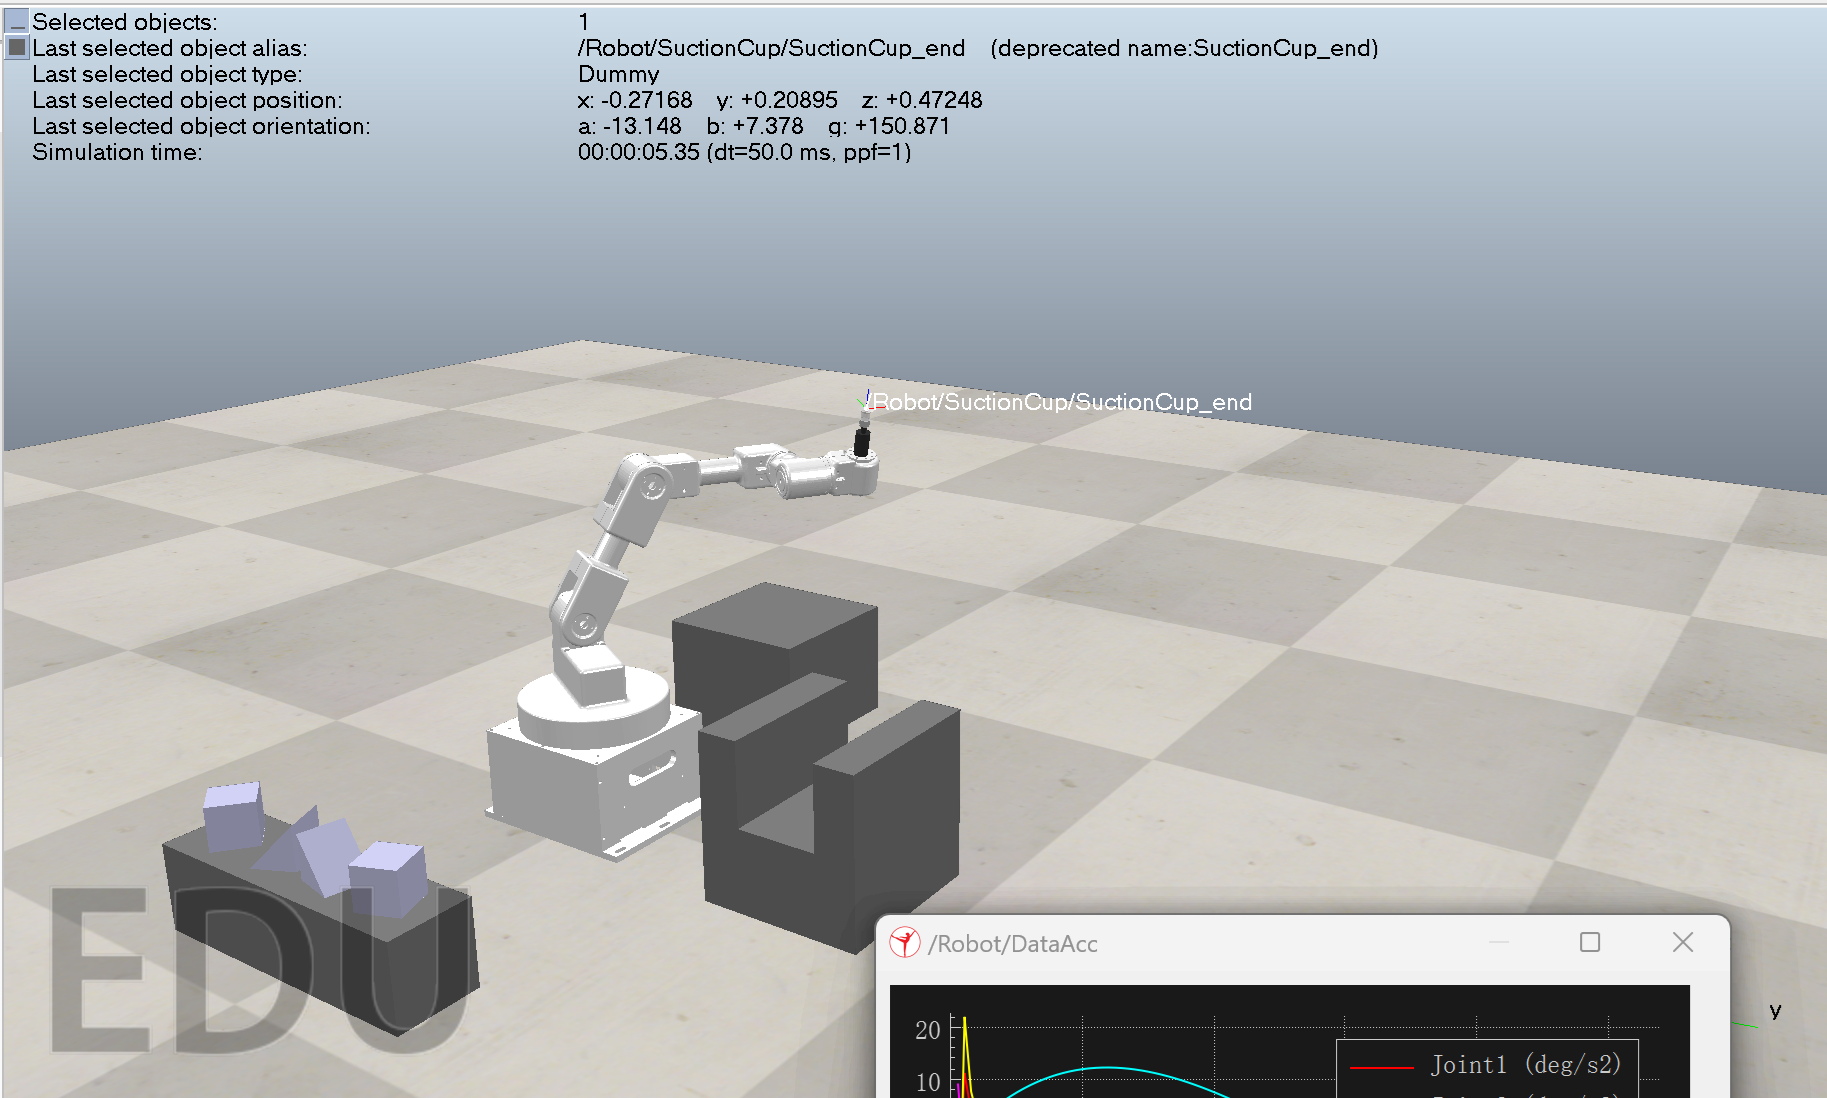 Selected objects: 1
Last selected object alias: /Robot/SuctionCup/SuctionCup_end (deprecated name:SuctionCup_end)
Last selected object type: Dummy
Last selected object position: x: -0.27168 y: +0.20895 z: +0.47248
Last selected object orientation: a: -13.148 b: +7.378 g: +150.871
Simulation time: 00:00:05.35 (dt=50.0 ms, ppf=1)
/Robot/SuctionCup/SuctionCup_end
EDU
/Robot/DataAcc
y
20
Joint1 (deg/s2)
10